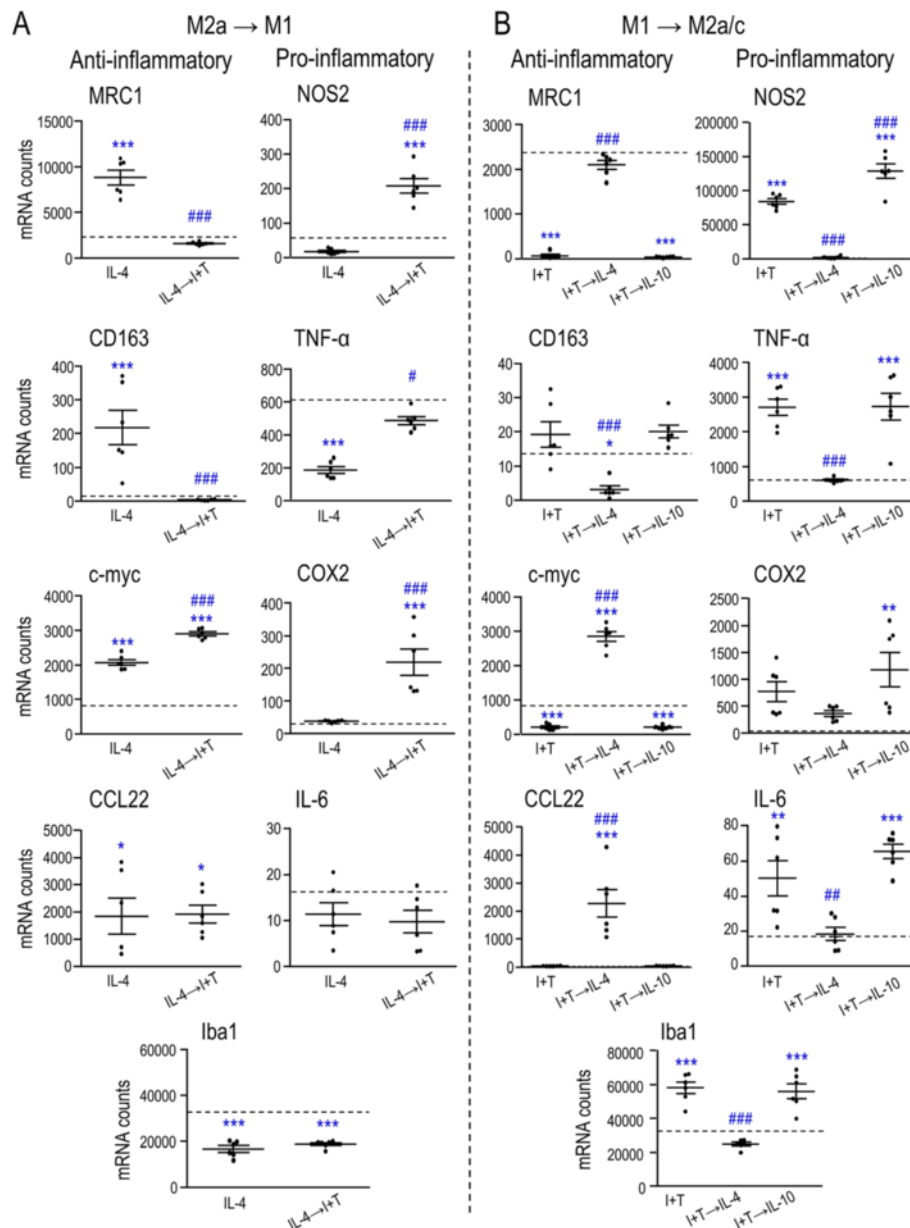 A
M2a → M1
Anti-inflammatory
Pro-inflammatory
MRC1
mRNA counts
15000
10000
5000
0
***
###
IL-4
IL-4→I+T
NOS2
400
300
200
100
0
###
***
IL-4
IL-4→I+T
CD163
mRNA counts
400
300
200
100
0
***
###
IL-4
IL-4→I+T
TNF-α
800
600
400
200
0
***
#
IL-4
IL-4→I+T
c-myc
mRNA counts
4000
3000
2000
1000
0
***
###
***
IL-4
IL-4→I+T
COX2
400
300
200
100
0
###
***
IL-4
IL-4→I+T
CCL22
mRNA counts
5000
4000
3000
2000
1000
0
*
*
IL-4
IL-4→I+T
IL-6
30
20
10
0
IL-4
IL-4→I+T
Iba1
mRNA counts
60000
40000
20000
0
***
***
IL-4
IL-4→I+T
B
M1 → M2a/c
Anti-inflammatory
Pro-inflammatory
MRC1
3000
2000
1000
0
***
###
***
I+T
I+T→IL-4
I+T→IL-10
NOS2
200000
150000
100000
50000
0
***
###
###
***
I+T
I+T→IL-4
I+T→IL-10
CD163
40
30
20
10
0
###
*
I+T
I+T→IL-4
I+T→IL-10
TNF-α
4000
3000
2000
1000
0
***
###
***
I+T
I+T→IL-4
I+T→IL-10
c-myc
4000
3000
2000
1000
0
***
###
***
***
I+T
I+T→IL-4
I+T→IL-10
COX2
2500
2000
1500
1000
500
0
**
I+T
I+T→IL-4
I+T→IL-10
CCL22
5000
4000
3000
2000
1000
0
###
***
I+T
I+T→IL-4
I+T→IL-10
IL-6
80
60
40
20
0
**
##
***
I+T
I+T→IL-4
I+T→IL-10
Iba1
mRNA counts
80000
60000
40000
20000
0
***
###
***
I+T
I+T→IL-4
I+T→IL-10